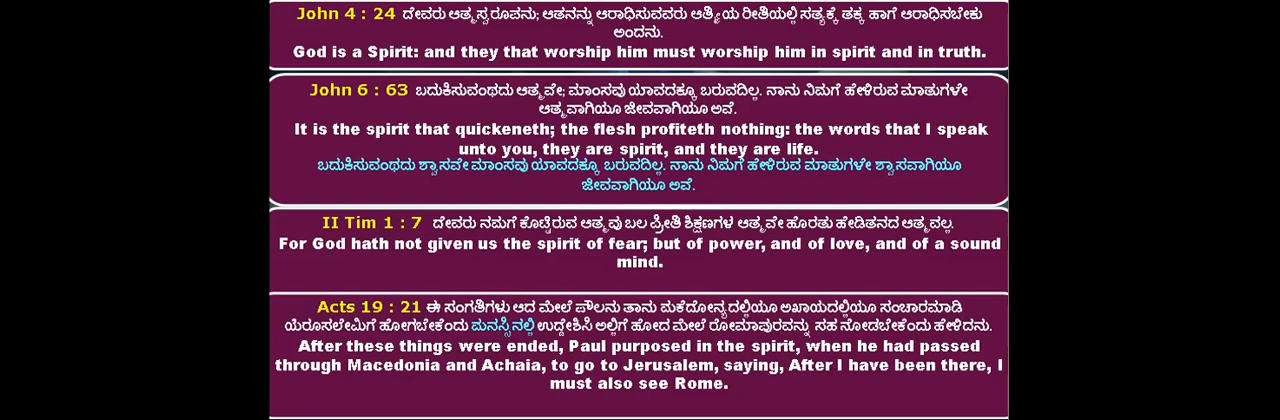 John 4 : 24 ದೇವರು ಆತ್ಮಸ್ವರೂಪನು; ಆತನನ್ನು ಆರಾಧಿಸುವವರು ಆತ್ಮೀಯ ರೀತಿಯಲ್ಲಿ ಸತ್ಯಕ್ಕೆ ತಕ್ಕ ಹಾಗೆ ಆರಾಧಿಸಬೇಕು
ಅಂದನು.
God is a Spirit: and they that worship him must worship him in spirit and in truth.
John 6 : 63 ಬದುಕಿಸುವಂಥದು ಆತ್ಮವೇ; ಮಾಂಸವು ಯಾವದಕ್ಕೂ ಬರುವದಿಲ್ಲ. ನಾನು ನಿಮಗೆ ಹೇಳಿರುವ ಮಾತುಗಳೇ
ಆತ್ಮವಾಗಿಯೂ ಜೀವವಾಗಿಯೂ ಅವೆ.
It is the spirit that quickeneth; the flesh profiteth nothing: the words that I speak
unto you, they are spirit, and they are life.
ಬದುಕಿಸುವಂಥದು ಶ್ವಾಸವೇ ಮಾಂಸವು ಯಾವದಕ್ಕೂ ಬರುವದಿಲ್ಲ. ನಾನು ನಿಮಗೆ ಹೇಳಿರುವ ಮಾತುಗಳೇ ಶ್ವಾಸವಾಗಿಯೂ
ಜೀವವಾಗಿಯೂ ಅವೆ.
II Tim 1 : 7 ದೇವರು ನಮಗೆ ಕೊಟ್ಟಿರುವ ಆತ್ಮವು ಬಲ ಪ್ರೀತಿ ಶಿಕ್ಷಣಗಳ ಆತ್ಮವೇ ಹೊರತು ಹೇಡಿತನದ ಆತ್ಮವಲ್ಲ.
For God hath not given us the spirit of fear; but of power, and of love, and of a sound
mind.
Acts 19 : 21 ಈ ಸಂಗತಿಗಳು ಆದ ಮೇಲೆ ಪೌಲನು ತಾನು ಮಕೆದೋನ್ಯದಲ್ಲಿಯೂ ಅಖಾಯದಲ್ಲಿಯೂ ಸಂಚಾರಮಾಡಿ
ಯೆರೂಸಲೇಮಿಗೆ ಹೋಗಬೇಕೆಂದು ಮನಸ್ಸಿನಲ್ಲಿ ಉದ್ದೇಶಿಸಿ ಅಲ್ಲಿಗೆ ಹೋದ ಮೇಲೆ ರೋಮಾಪುರವನ್ನು ಸಹ ನೋಡಬೇಕೆಂದು ಹೇಳಿದನು.
After these things were ended, Paul purposed in the spirit, when he had passed
through Macedonia and Achaia, to go to Jerusalem, saying, After I have been there, I
must also see Rome.